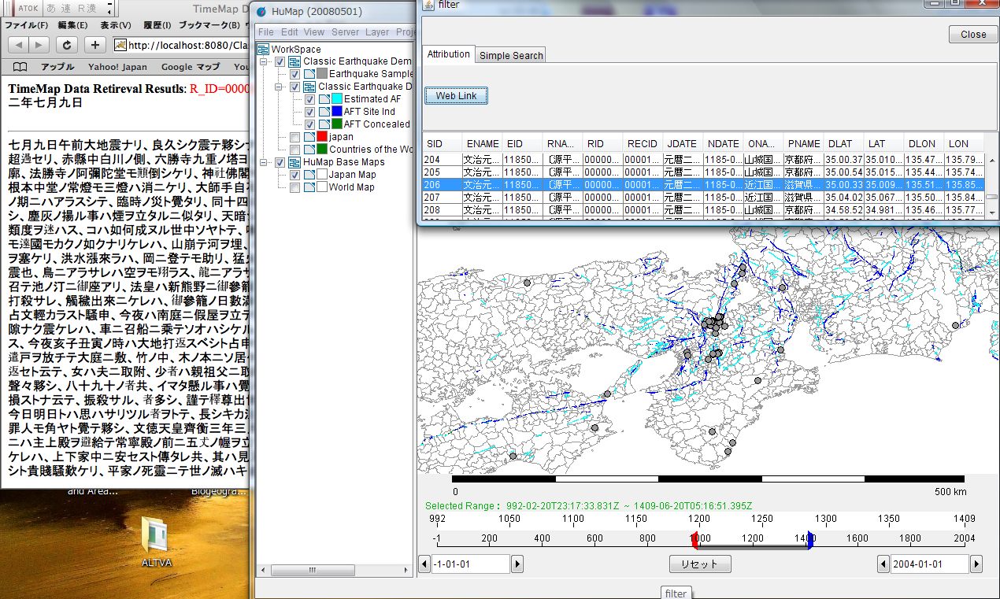 ATOK あ 連 R漢
TimeMap D
ファイル(F) 編集(E) 表示(V) 履歴(I) ブックマーク(B)
http://localhost:8080/Cla
アップル Yahoo! Japan Google マップ
TimeMap Data Retireval Resutls: R_ID=0000
二年七月九日
七月九日午前大地震ナリ、良久シク震テ夥シ
超過セリ、赤縣中白川ノ側、六勝寺九重ノ塔ヨ
廓、法勝寺ノ阿彌陀堂モ顚倒シケリ、神社佛閣
根本中堂ノ常燈モ三燈ハ消ニケリ、大師手自
ノ期ニハアラスシテ、臨時ノ災ト覺タリ、同十四
シ、塵灰ノ揚ル事ハ煙ヲ立タルニ似タリ、天暗
類度ヲ迷ハス、コハ如何成ヌル世中ソヤトテ、
モ遠國モカクノ如クナリケレハ、山崩テ河ヲ埋、
ヲ塞ケリ、洪水漲來ラハ、岡ニ登テモ助リ、猛
震也、鳥ニアラサレハ空ヲモ翔ラス、龍ニアラサ
召テ池ノ汀ニ御座アリ、法皇ハ新熊野ニ御參籠
打殺サレ、觸穢出來ニケレハ、御參籠ノ日數満
占文輕カラスト騒申、今夜ハ南庭ニ假屋ヲ立テ
隙ナク震ケレハ、車ニ召船ニ乘テソオハシケル
ス、今夜亥子丑寅ノ時ハ大地打返スベシト占申
遣戸ヲ放チテ大庭ニ敷、竹ノ中、木ノ本ニソ居
返セト云テ、女ハ夫ニ取附、少者ハ親祖父ニ取
聲々夥シ、八十九十ノ者共、イマタ懸ル事ハ覺
損ストナ云テ、振殺サル、者多シ、謹テ釋尊出世
今日明日トハ思ハサリツル者ヲトテ、長シキカ
罪人モ角ヤト覺テ夥シ、文徳天皇齊衡三年三
ニハ主上殿ヲ避給テ常寧殿ノ前ニ五丈ノ幄ヲ立
ケレハ、上下家中ニ安セスト傳タレ共、其ハ見
シト貴賤騒歎ケリ、平家ノ死靈ニテ世ノ滅ハキ
and Area... Biogeogra...
ALTVA
HuMap (20080501)
File Edit View Server Layer Proje
WorkSpace
Classic Earthquake Dem
Earthquake Sample
Classic Earthquake D
Estimated AF
AFT Site Ind
AFT Concealed
japan
Countries of the Wo
HuMap Base Maps
Japan Map
World Map
filter
Close
Attribution Simple Search
Web Link
SID ENAME EID RNA... RID RECID JDATE NDATE ONA... PNAME DLAT LAT DLON LON
204 文治元... 11850... 〔源平... 00000... 00001... 元暦二... 1185-0... 山城国... 京都府... 35.00.37 35.010... 135.47... 135.79...
205 文治元... 11850... 〔源平... 00000... 00001... 元暦二... 1185-0... 山城国... 京都府... 35.00.54 35.015... 135.44... 135.74...
206 文治元... 11850... 〔源平... 00000... 00001... 元暦二... 1185-0... 近江国... 滋賀県... 35.00.33 35.009... 135.51... 135.85...
207 文治元... 11850... 〔源平... 00000... 00001... 元暦二... 1185-0... 近江国... 滋賀県... 35.04.02 35.067... 135.50... 135.84...
208 文治元... 11850... 〔源平... 00000... 00001... 元暦二... 1185-0... 山城国... 京都府... 34.58.52 34.981... 135.46... 135.77...
0 500 km
Selected Range : 992-02-20T23:17:33.831Z ~ 1409-06-20T05:16:51.395Z
992 1050 1100 1150 1200 1250 1300 1350 1409
-1 200 400 600 800 1000 1200 1400 1600 1800 2004
-1-01-01 リセット 2004-01-01
filter